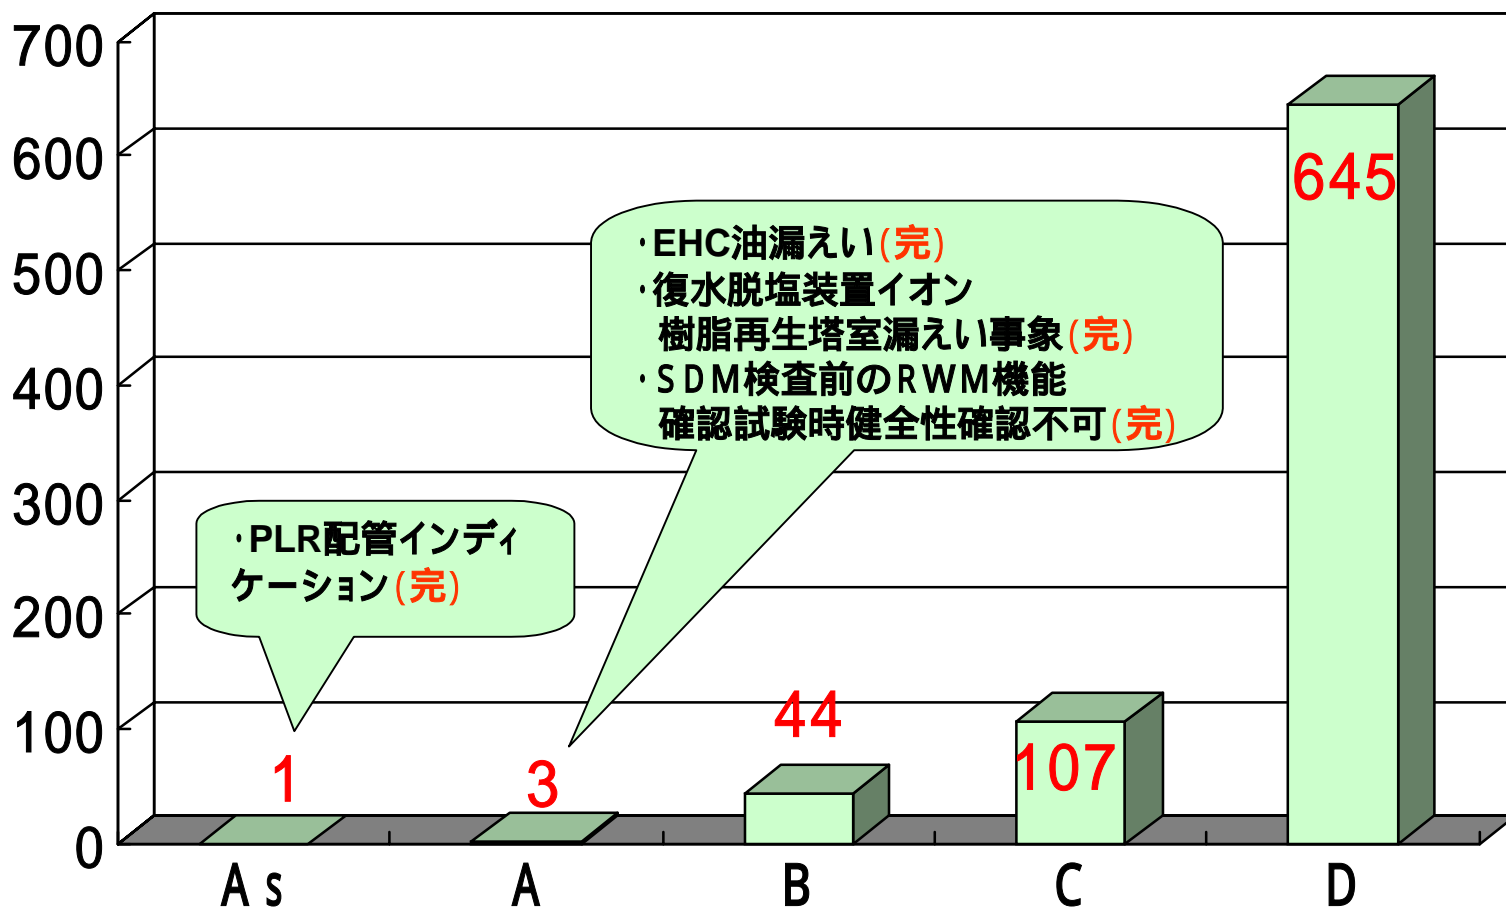 700
600
500
400
300
200
100
0
・EHC油漏えい(完)
・復水脱塩装置イオン
樹脂再生塔室漏えい事象(完)
・SDM検査前のRWM機能
確認試験時健全性確認不可(完)
・PLR配管インディ
ケーション(完)
1
3
44
107
645
As
A
B
C
D